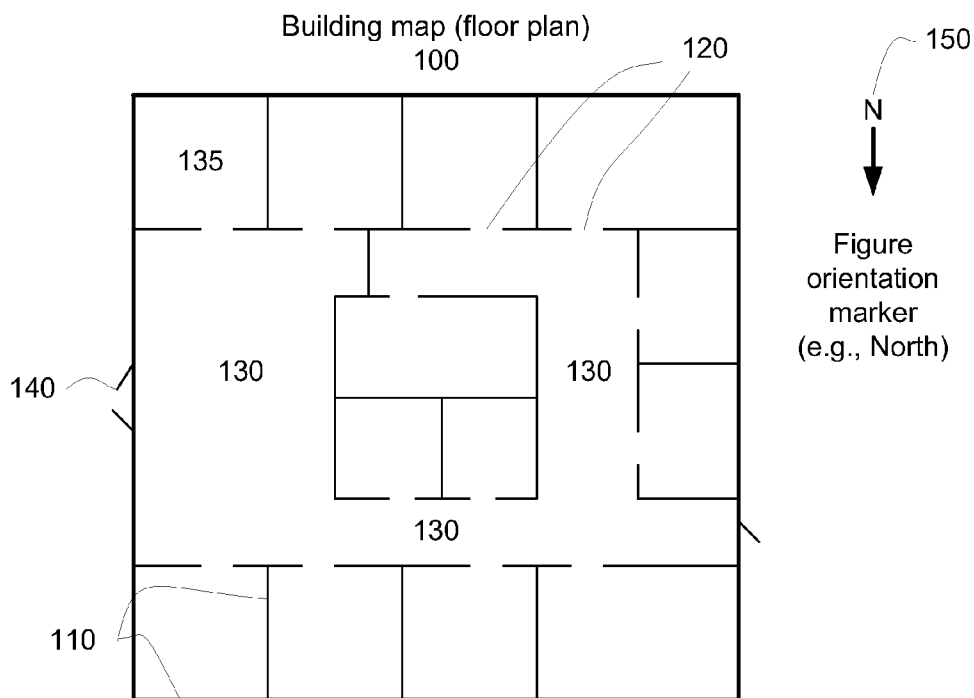 Building map (floor plan)
100
120
150
N
135
Figure
orientation
marker
(e.g., North)
140
130
130
130
110